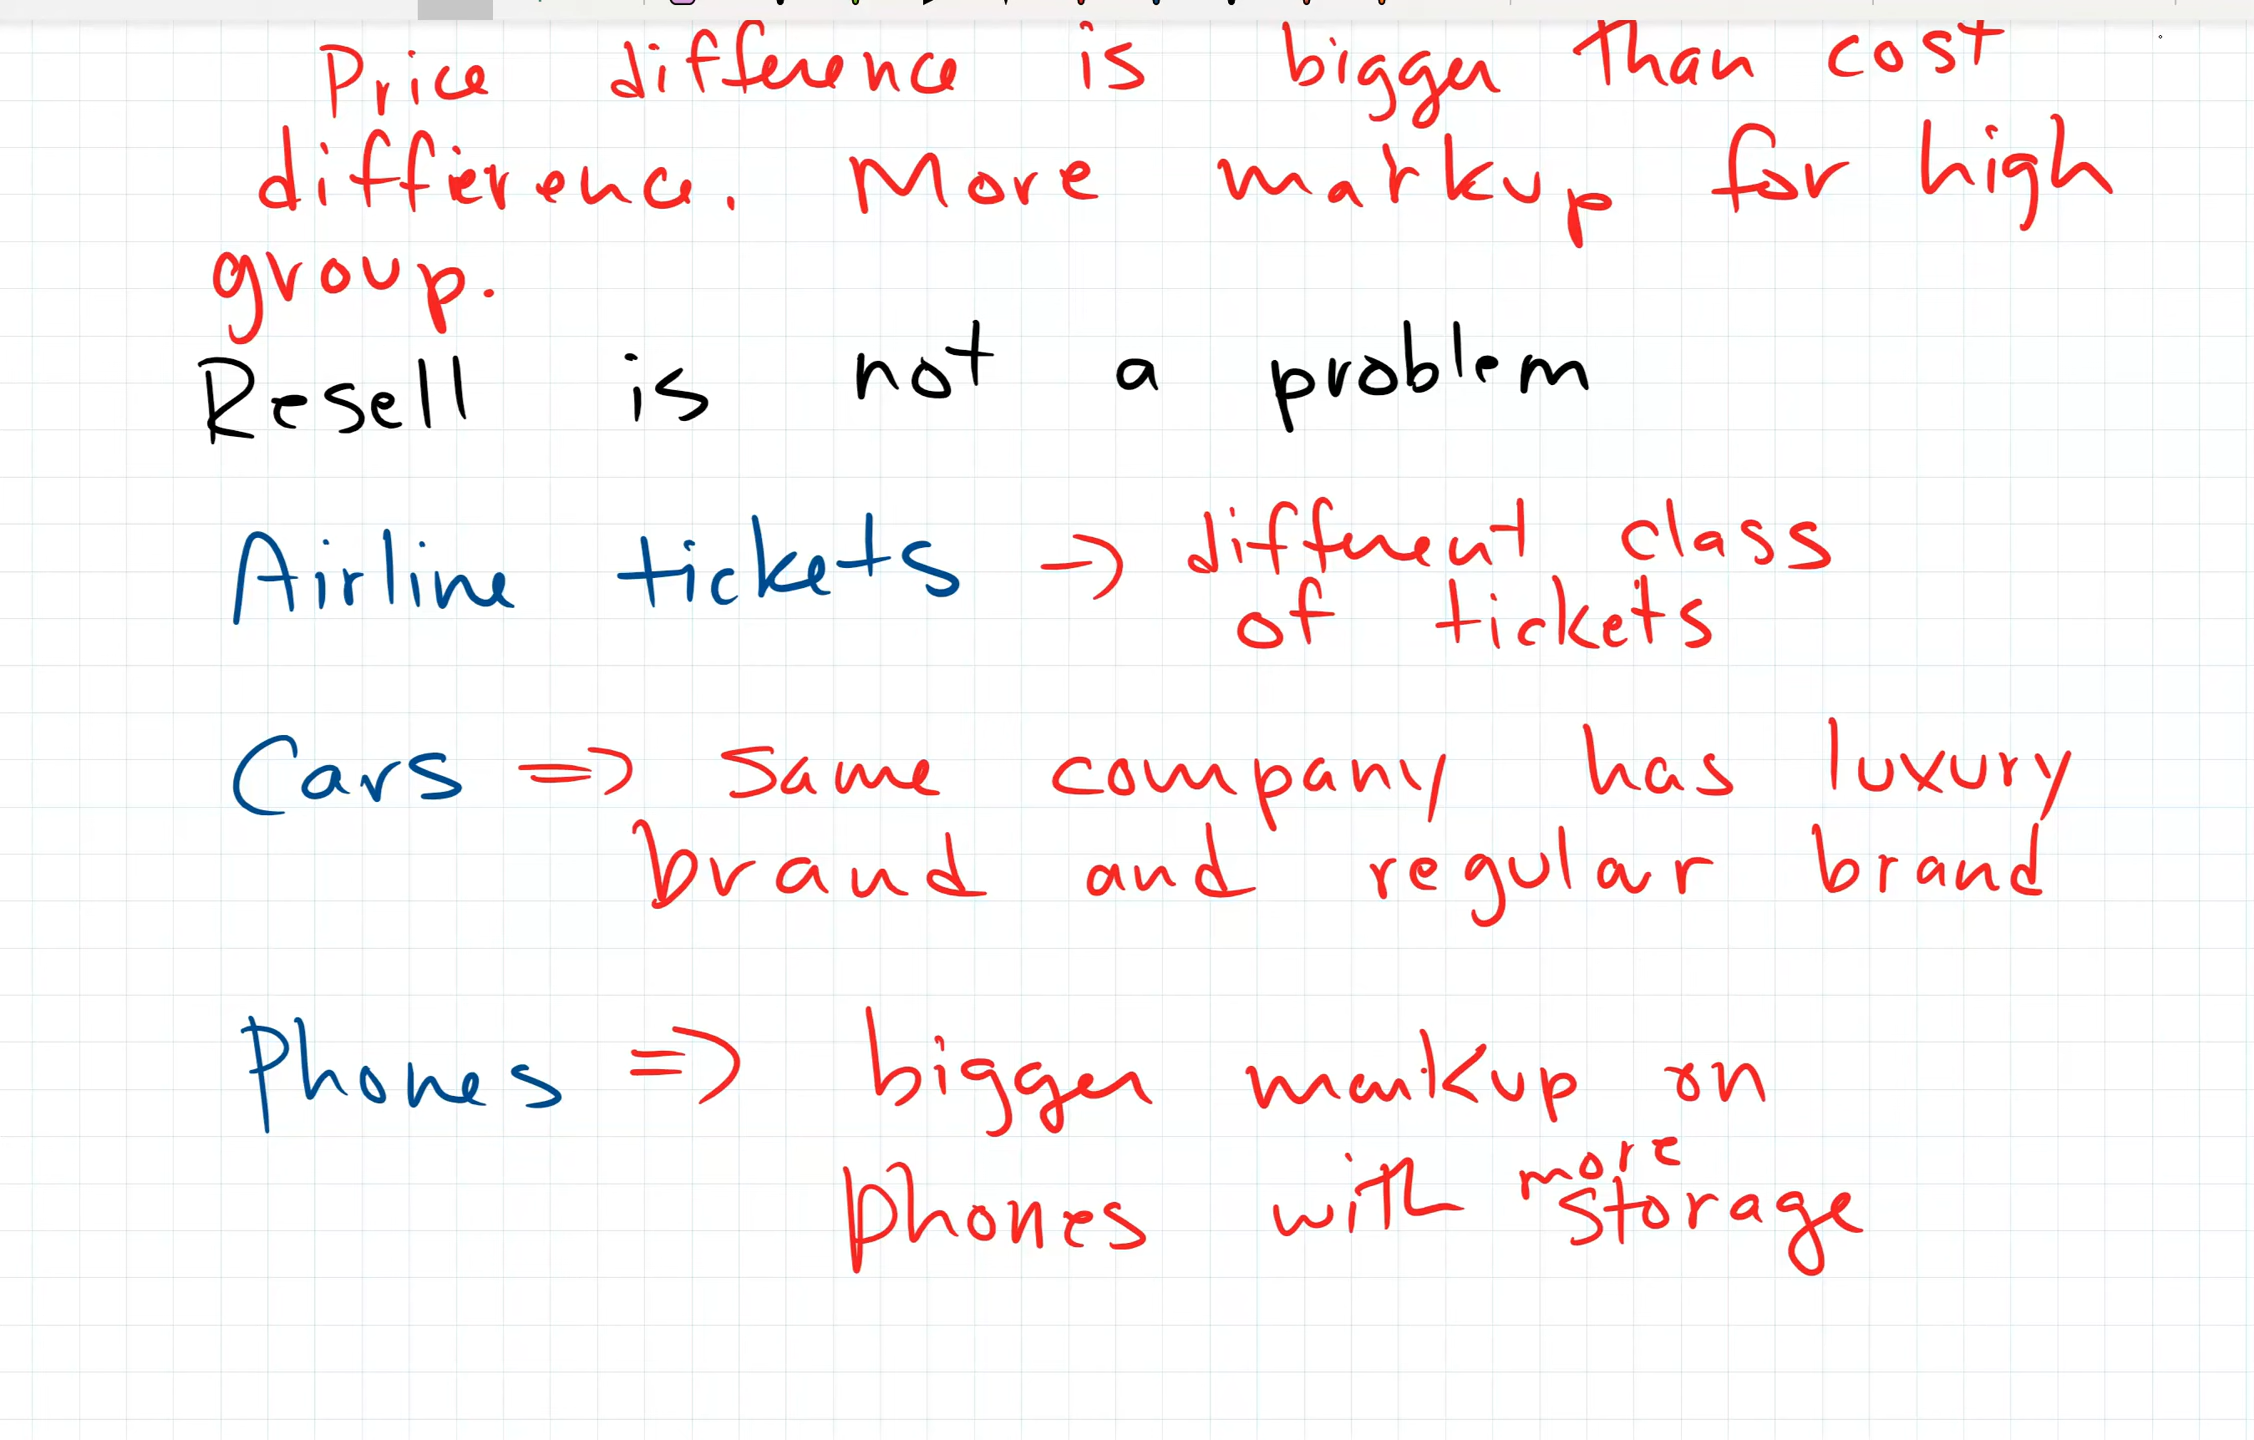 Price difference is bigger than cost
difference. More markup for high
group.
Resell is not a problem
Airline tickets → different class
of tickets
Cars ⇒ same company has luxury
brand and regular brand
Phones ⇒ bigger markup on
phones with more storage